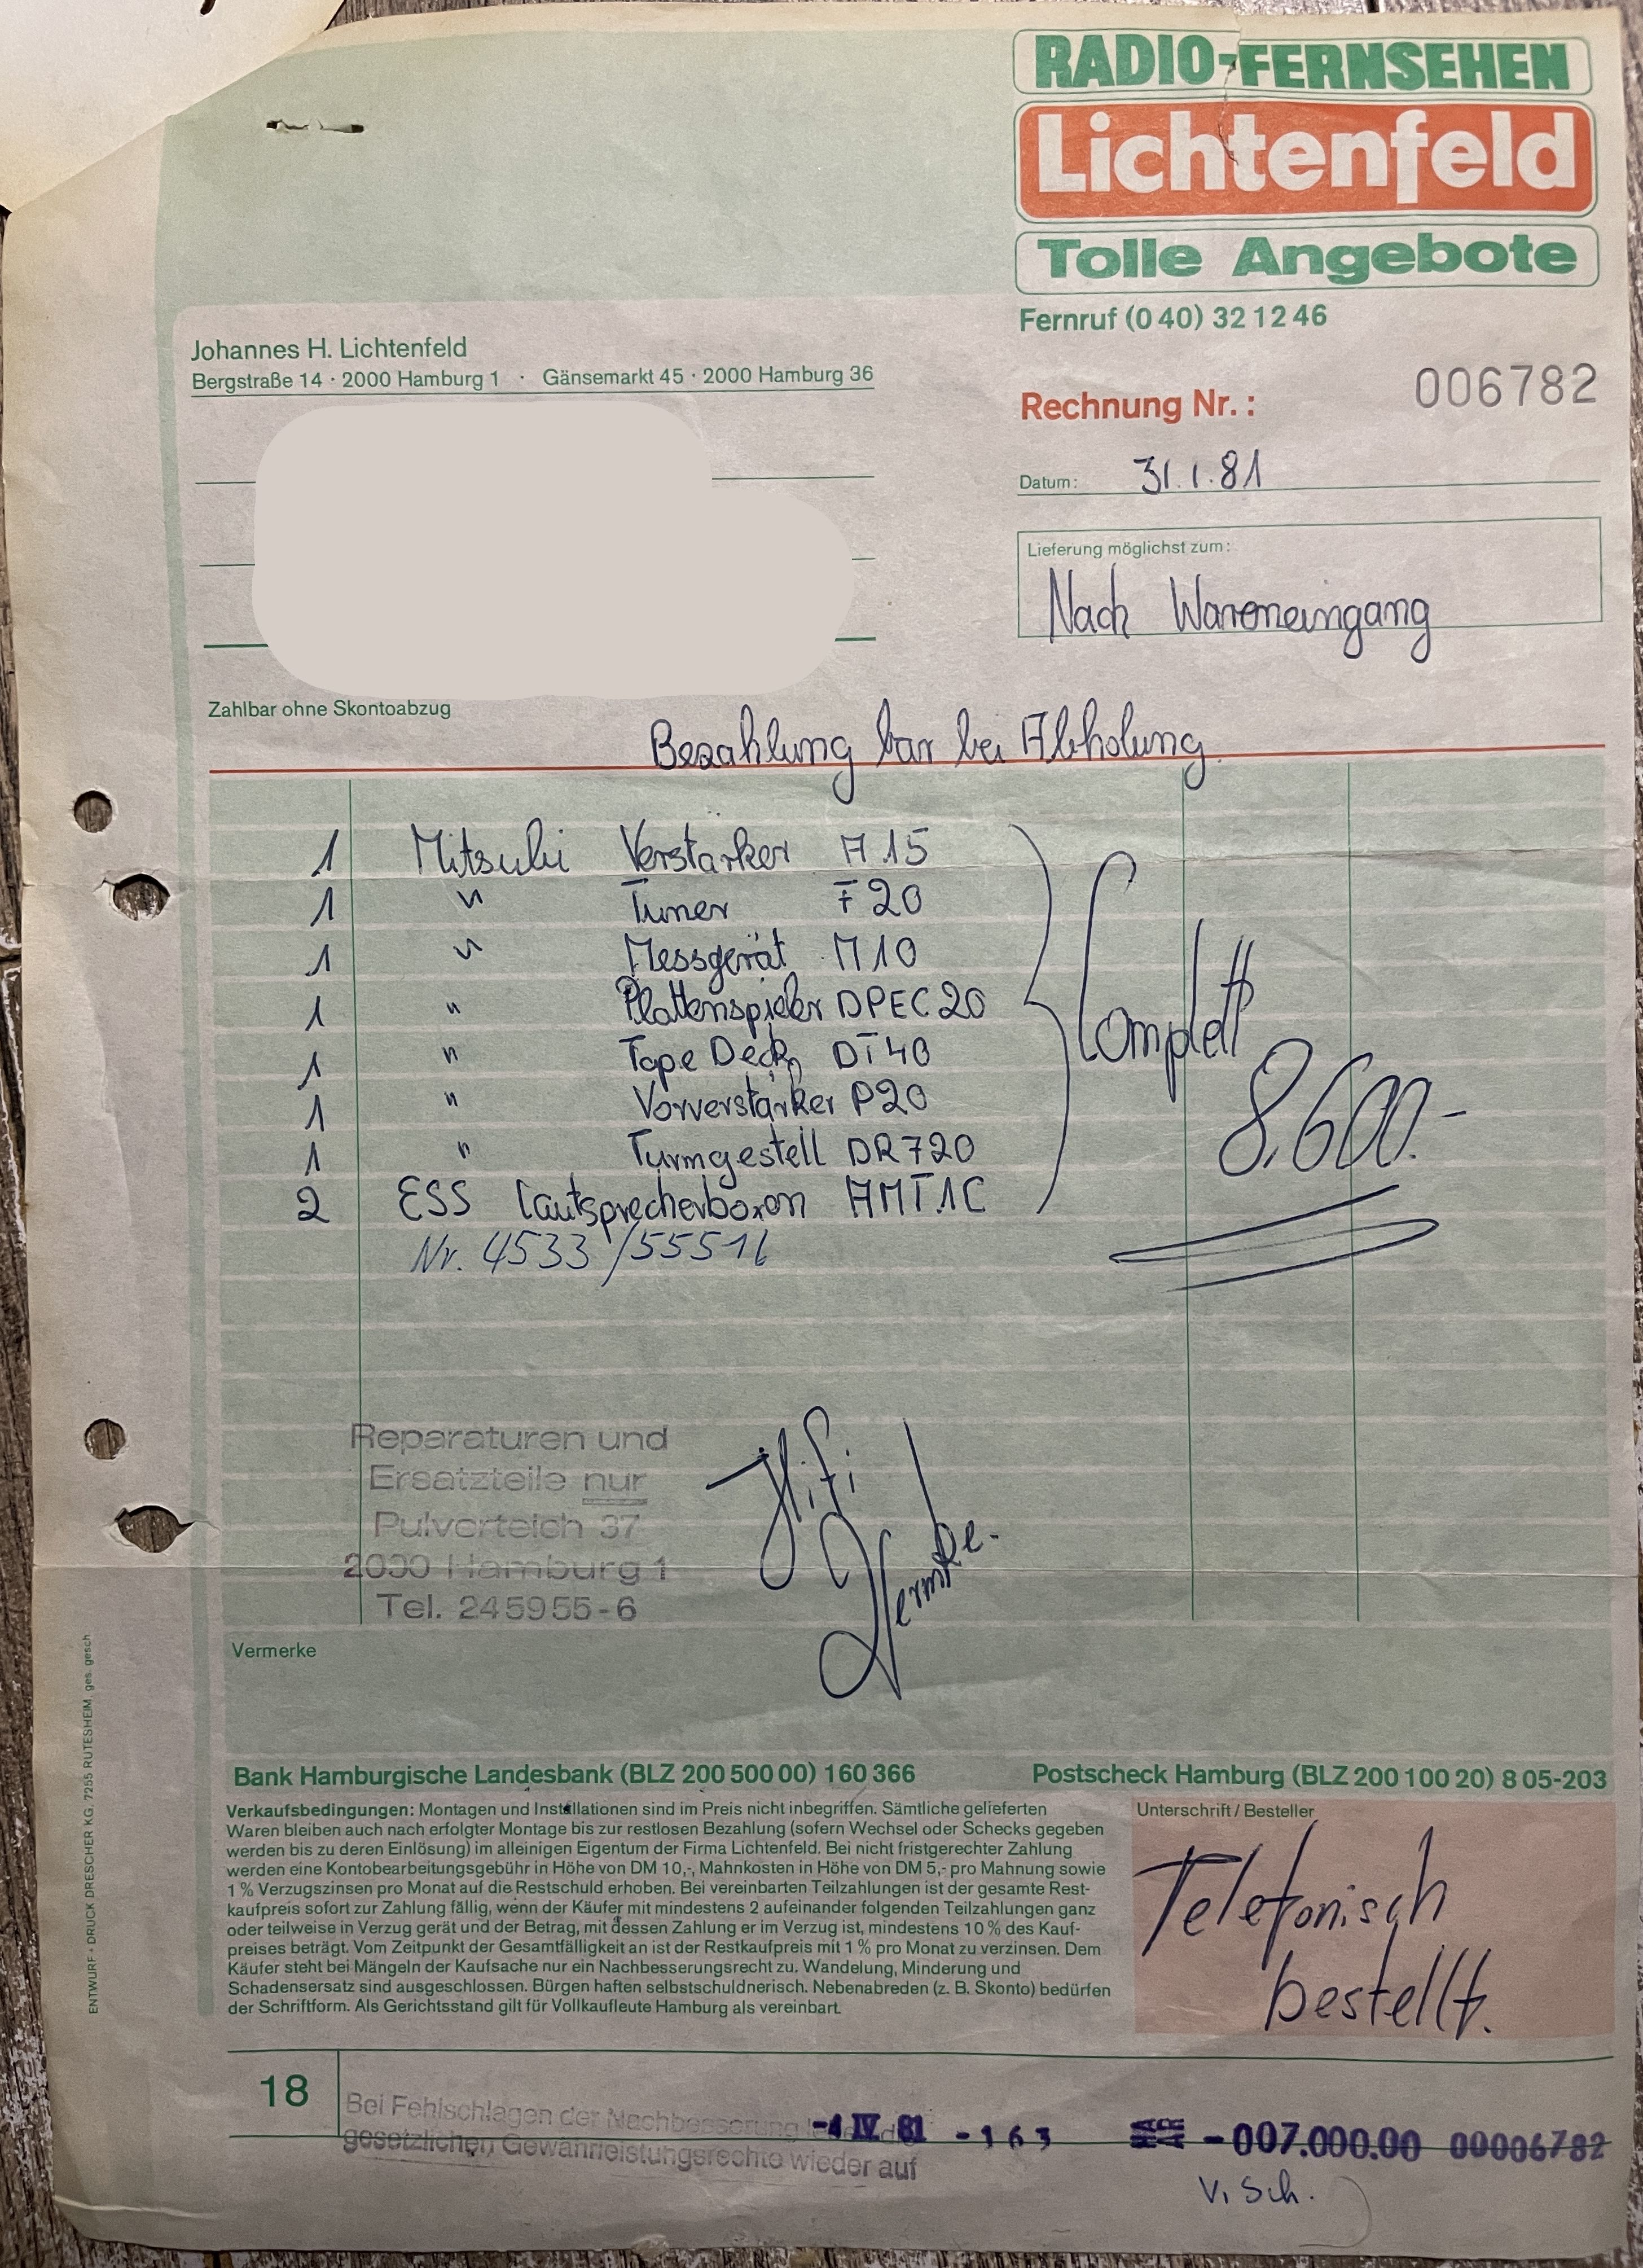 RADIO-FERNSEHEN
Lichtenfeld
Tolle Angebote
Fernruf (0 40) 32 12 46
Johannes H. Lichtenfeld
Bergstraße 14 · 2000 Hamburg 1 · Gänsemarkt 45 · 2000 Hamburg 36
Rechnung Nr. : 006782
Datum: 31.1.81
Lieferung möglichst zum:
Nach Wareneingang
Zahlbar ohne Skontoabzug
Bezahlung bar bei Abholung.
1 Mitsubi Verstärker A 15
1 " Tuner F 20
1 " Messgerät M 10
1 " Plattenspieler DPEC 20
1 " Tape Deck DT 40
1 " Vorverstärker P20
1 " Turmgestell DR 720
2 ESS Lautsprecherboxen AMT.1C
Complett
8.600.-
Nr. 4533 /
Reparaturen und
Ersatzteile nur
Pulverteich 37
2000 Hamburg 1
Tel. 245955-6
Hifi
Vermerke
Bank Hamburgische Landesbank (BLZ 200 500 00) 160 366
Postscheck Hamburg (BLZ 200 100 20) 8 05-203
Verkaufsbedingungen: Montagen und Installationen sind im Preis nicht inbegriffen. Sämtliche gelieferten
Waren bleiben auch nach erfolgter Montage bis zur restlosen Bezahlung (sofern Wechsel oder Schecks gegeben
werden bis zu deren Einlösung) im alleinigen Eigentum der Firma Lichtenfeld. Bei nicht fristgerechter Zahlung
werden eine Kontobearbeitungsgebühr in Höhe von DM 10,-, Mahnkosten in Höhe von DM 5,- pro Mahnung sowie
1 % Verzugszinsen pro Monat auf die Restschuld erhoben. Bei vereinbarten Teilzahlungen ist der gesamte Rest-
kaufpreis sofort zur Zahlung fällig, wenn der Käufer mit mindestens 2 aufeinander folgenden Teilzahlungen ganz
oder teilweise in Verzug gerät und der Betrag, mit dessen Zahlung er im Verzug ist, mindestens 10 % des Kauf-
preises beträgt. Vom Zeitpunkt der Gesamtfälligkeit an ist der Restkaufpreis mit 1 % pro Monat zu verzinsen. Dem
Käufer steht bei Mängeln der Kaufsache nur ein Nachbesserungsrecht zu. Wandelung, Minderung und
Schadensersatz sind ausgeschlossen. Bürgen haften selbstschuldnerisch. Nebenabreden (z. B. Skonto) bedürfen
der Schriftform. Als Gerichtsstand gilt für Vollkaufleute Hamburg als vereinbart.
Unterschrift / Besteller
Telefonisch
bestellt.
ENTWURF + DRUCK DRESCHER KG, 7255 RUTESHEIM, ges. gesch
18
Bei Fehlschlagen der Nachbesserung
gesetzlichen Gewährleistungsrechte wieder auf
-4 IV 81 -163 -007.000.00 00006782
V. Sch.